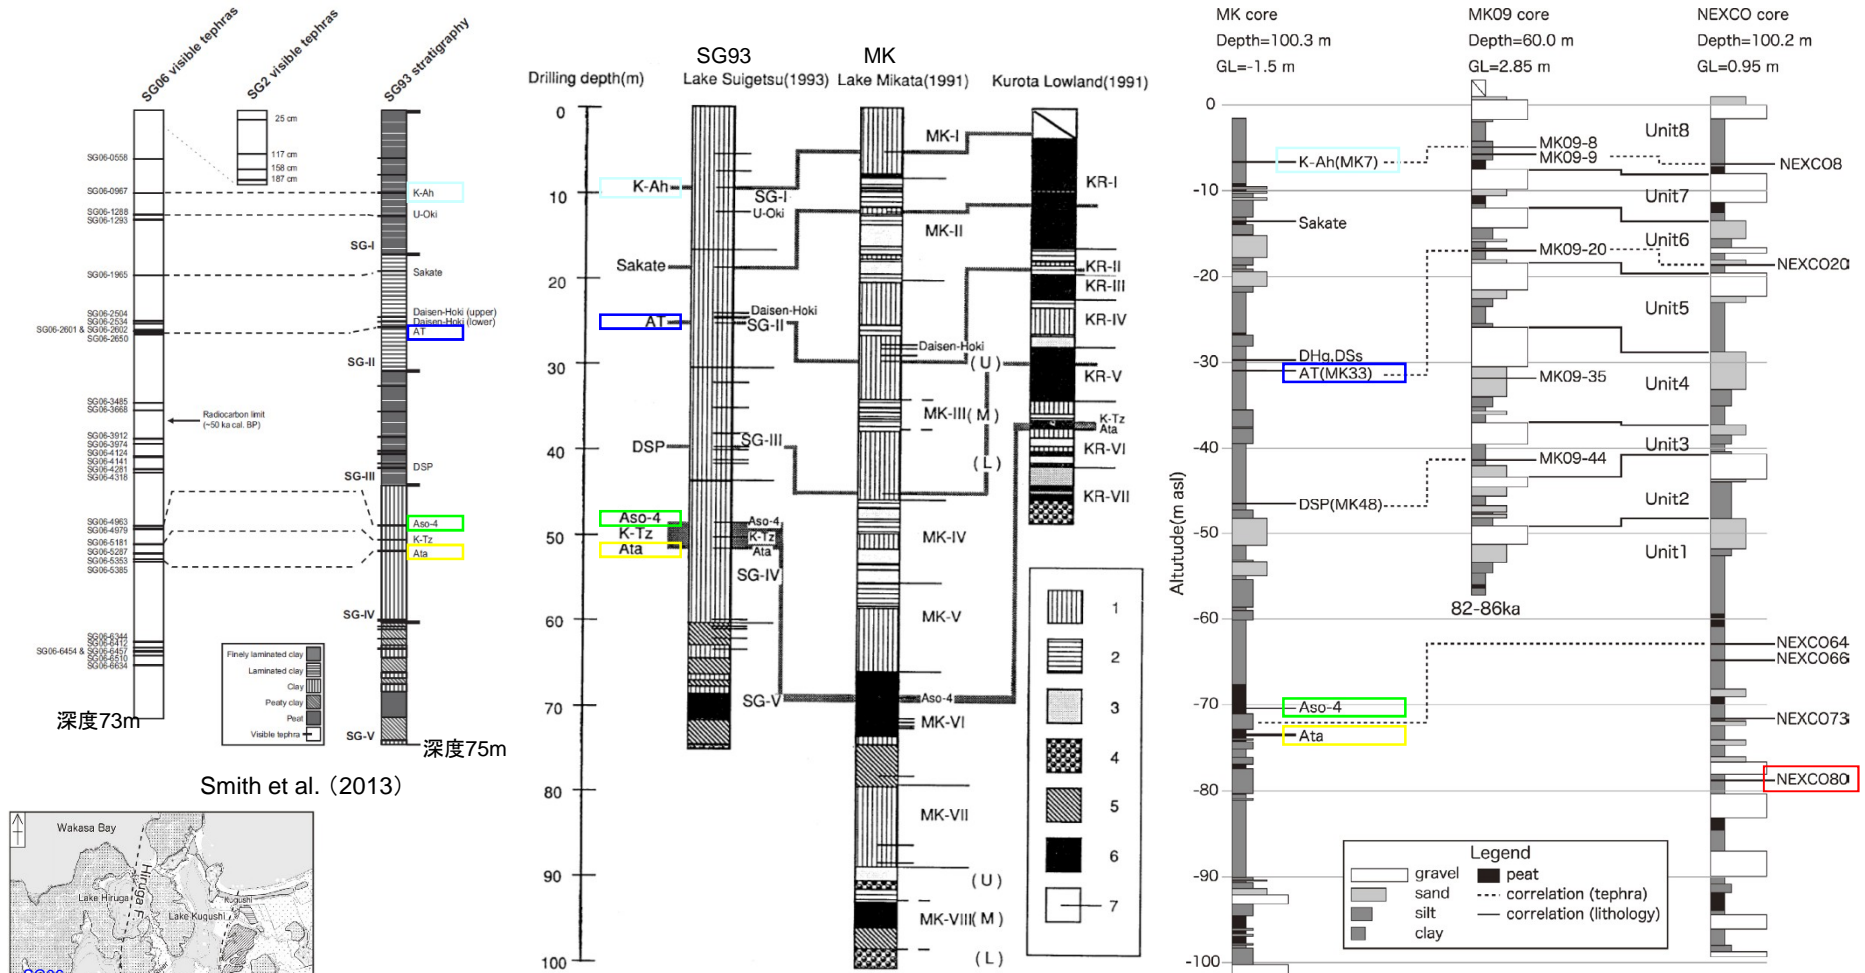 SG06 visible tephras
SG2 visible tephras
SG93 stratigraphy
25 cm
117 cm
158 cm
187 cm
SG06-0558
SG06-0967
SG06-1288
SG06-1293
SG06-1965
SG06-2504
SG06-2534
SG06-2601 & SG06-2602
SG06-2650
SG06-3485
SG06-3668
Radiocarbon limit
(~50 ka cal. BP)
SG06-3912
SG06-3974
SG06-4124
SG06-4141
SG06-4281
SG06-4318
SG06-4963
SG06-4979
SG06-5181
SG06-5287
SG06-5353
SG06-5385
SG06-6344
SG06-6412
SG06-6454 & SG06-6457
SG06-6510
SG06-6634
K-Ah
U-Oki
SG-I
Sakate
Daisen-Hoki (upper)
Daisen-Hoki (lower)
AT
SG-II
DSP
SG-III
Aso-4
K-Tz
Ata
SG-IV
SG-V
Finely laminated clay
Laminated clay
Clay
Peaty clay
Peat
Visible tephra
深度73m
深度75m
Smith et al.（2013）
Wakasa Bay
Hiruga F.
Lake Hiruga
Lake Kugushi
Kugushi
SG06
SG93
MK
Drilling depth(m)
Lake Suigetsu(1993)
Lake Mikata(1991)
Kurota Lowland(1991)
0
10
20
30
40
50
60
70
80
90
100
K-Ah
Sakate
AT
DSP
Aso-4
K-Tz
Ata
SG-I
U-Oki
Daisen-Hoki
SG-II
SG-III
Aso-4
K-Tz
Ata
SG-IV
SG-V
MK-I
MK-II
Daisen-Hoki
(U)
MK-III(M)
(L)
MK-IV
MK-V
Aso-4
MK-VI
MK-VII
(U)
MK-VIII(M)
(L)
KR-I
KR-II
KR-III
KR-IV
KR-V
K-Tz
Ata
KR-VI
KR-VII
1
2
3
4
5
6
7
MK core
Depth=100.3 m
GL=-1.5 m
MK09 core
Depth=60.0 m
GL=2.85 m
NEXCO core
Depth=100.2 m
GL=0.95 m
Altutude(m asl)
0
-10
-20
-30
-40
-50
-60
-70
-80
-90
-100
K-Ah(MK7)
Sakate
DHg,DSs
AT(MK33)
DSP(MK48)
Aso-4
Ata
MK09-8
MK09-9
MK09-20
MK09-35
MK09-44
82-86ka
Unit8
Unit7
Unit6
Unit5
Unit4
Unit3
Unit2
Unit1
NEXCO8
NEXCO20
NEXCO64
NEXCO66
NEXCO73
NEXCO80
Legend
gravel
sand
silt
clay
peat
correlation (tephra)
correlation (lithology)